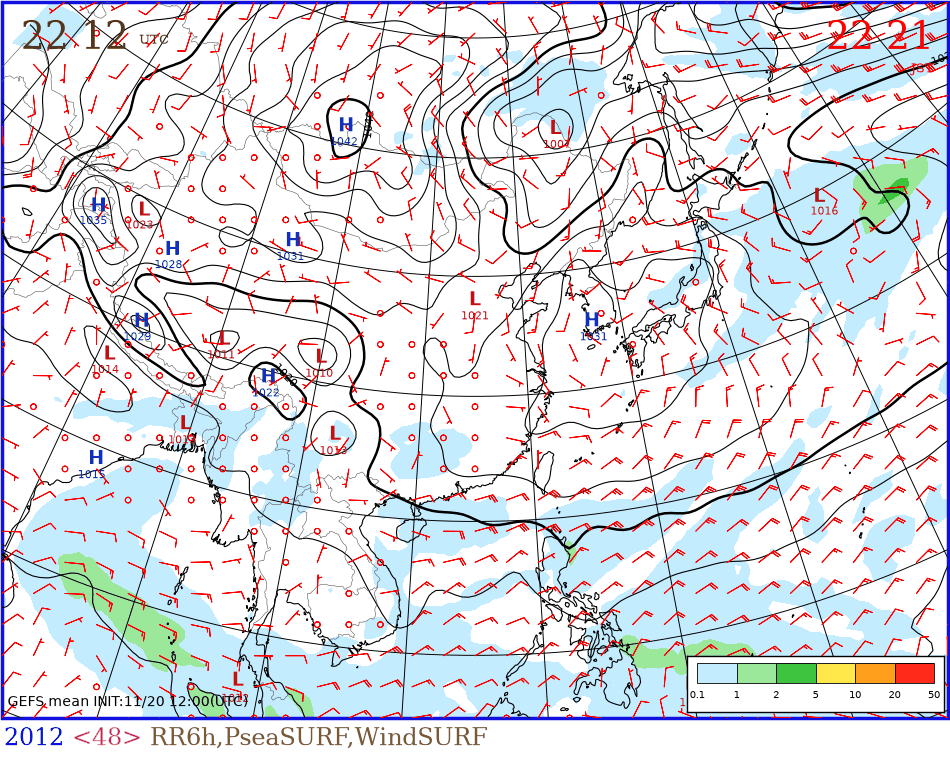 22 12 UTC
22 21
H
1042
L
1007
H
1035
L
1023
L
1016
H
1028
H
1031
L
1021
H
1029
H
1031
L
1014
L
1011
L
1010
H
1022
L
L
1013
H
1015
L
0.1 1 2 5 10 20 50
GEFS mean INIT:11/20 12:00(UTC)
2012 <48> RR6h,PseaSURF,WindSURF